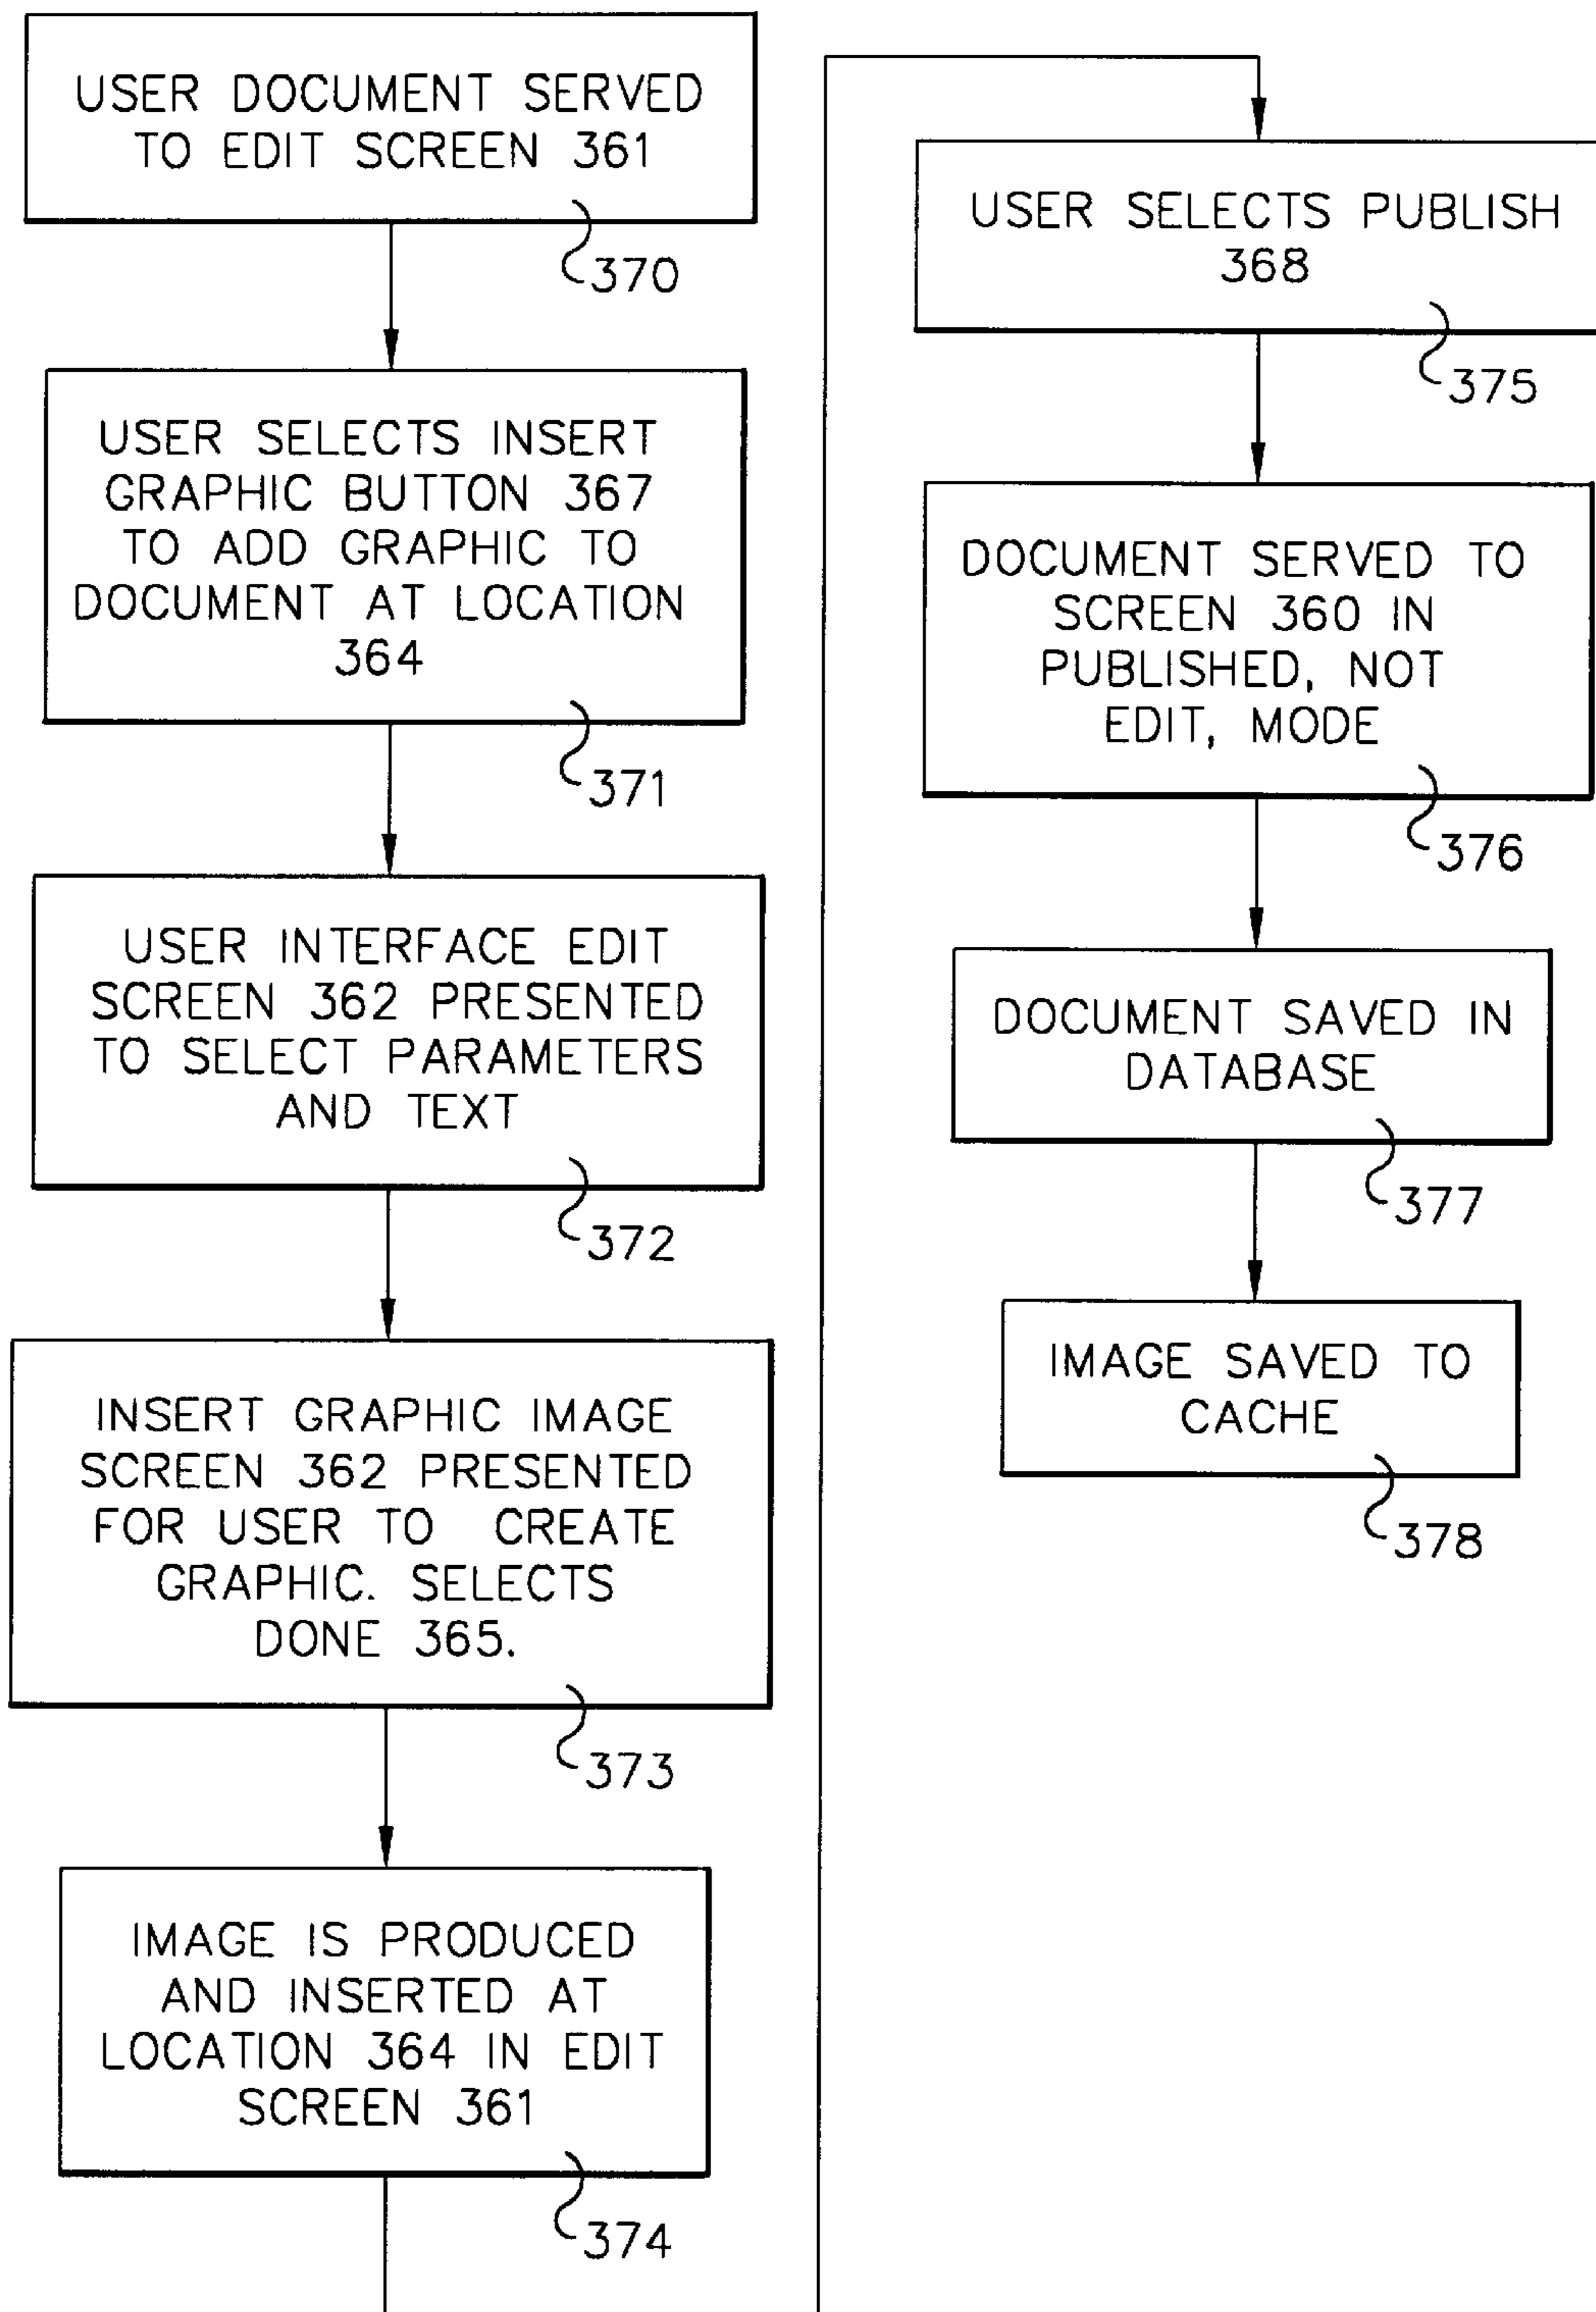 USER DOCUMENT SERVED
TO EDIT SCREEN 361
370
USER SELECTS INSERT
GRAPHIC BUTTON 367
TO ADD GRAPHIC TO
DOCUMENT AT LOCATION
364
371
USER INTERFACE EDIT
SCREEN 362 PRESENTED
TO SELECT PARAMETERS
AND TEXT
372
INSERT GRAPHIC IMAGE
SCREEN 362 PRESENTED
FOR USER TO CREATE
GRAPHIC. SELECTS
DONE 365.
373
IMAGE IS PRODUCED
AND INSERTED AT
LOCATION 364 IN EDIT
SCREEN 361
374
USER SELECTS PUBLISH
368
375
DOCUMENT SERVED TO
SCREEN 360 IN
PUBLISHED, NOT
EDIT, MODE
376
DOCUMENT SAVED IN
DATABASE
377
IMAGE SAVED TO
CACHE
378